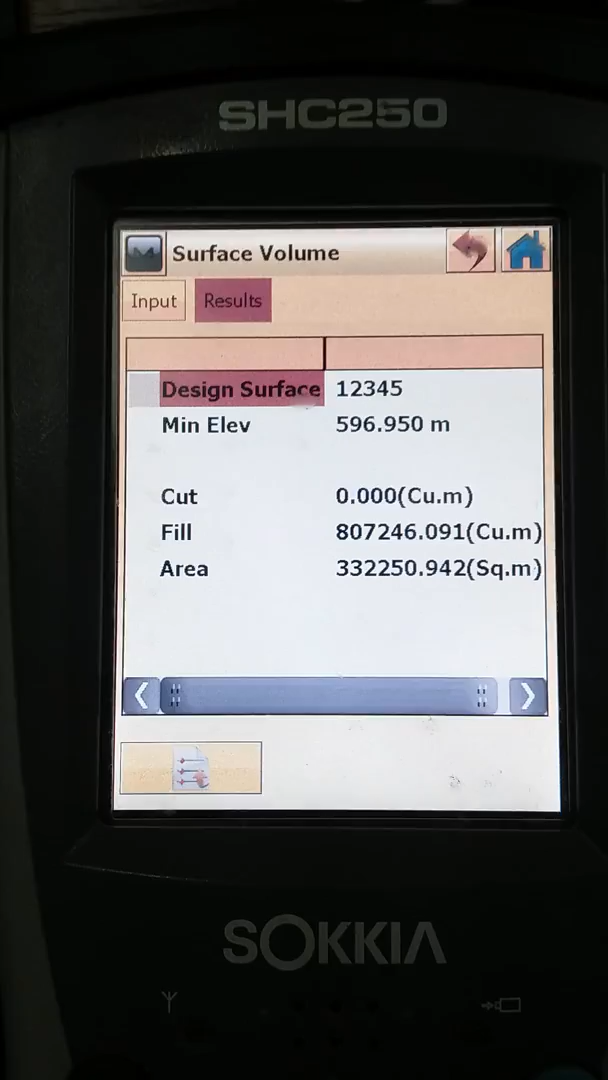 SHC250
Surface Volume
Input Results
Design Surface 12345
Min Elev 596.950 m
Cut 0.000(Cu.m)
Fill 807246.091(Cu.m)
Area 332250.942(Sq.m)
SOKKIA